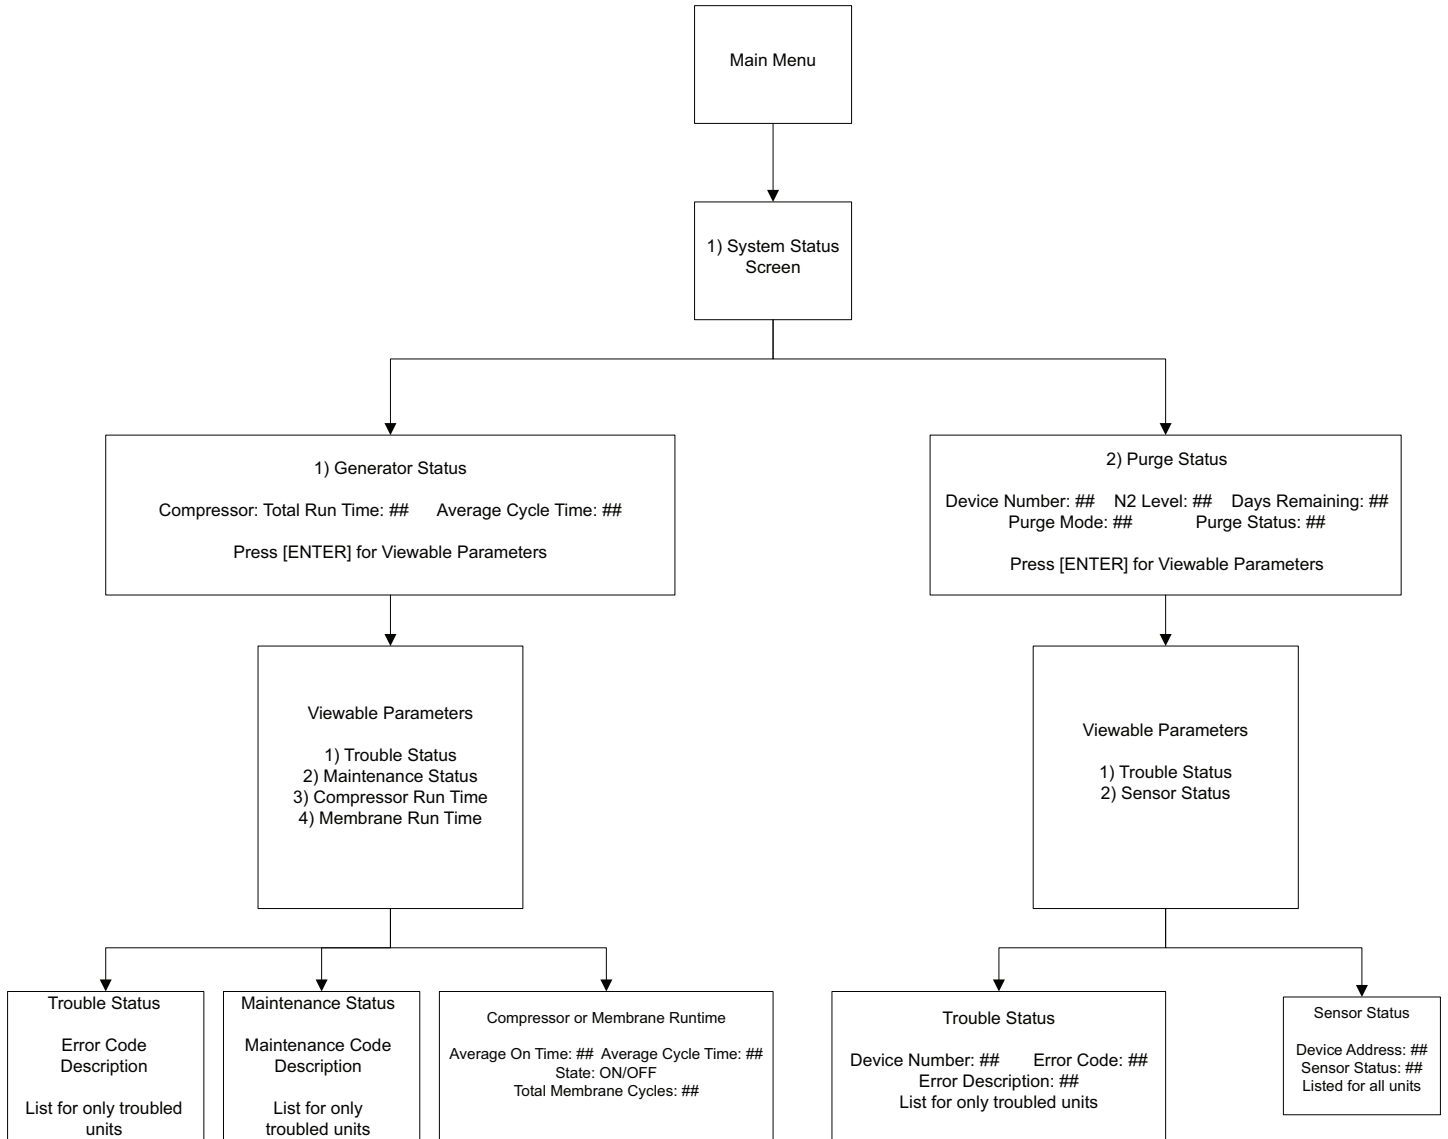 Main Menu
1) System Status
Screen
1) Generator Status
Compressor: Total Run Time: ## Average Cycle Time: ##
Press [ENTER] for Viewable Parameters
2) Purge Status
Device Number: ## N2 Level: ## Days Remaining: ##
Purge Mode: ## Purge Status: ##
Press [ENTER] for Viewable Parameters
Viewable Parameters
1) Trouble Status
2) Maintenance Status
3) Compressor Run Time
4) Membrane Run Time
Viewable Parameters
1) Trouble Status
2) Sensor Status
Trouble Status
Error Code
Description
List for only troubled
units
Maintenance Status
Maintenance Code
Description
List for only
troubled units
Compressor or Membrane Runtime
Average On Time: ## Average Cycle Time: ##
State: ON/OFF
Total Membrane Cycles: ##
Trouble Status
Device Number: ## Error Code: ##
Error Description: ##
List for only troubled units
Sensor Status
Device Address: ##
Sensor Status: ##
Listed for all units